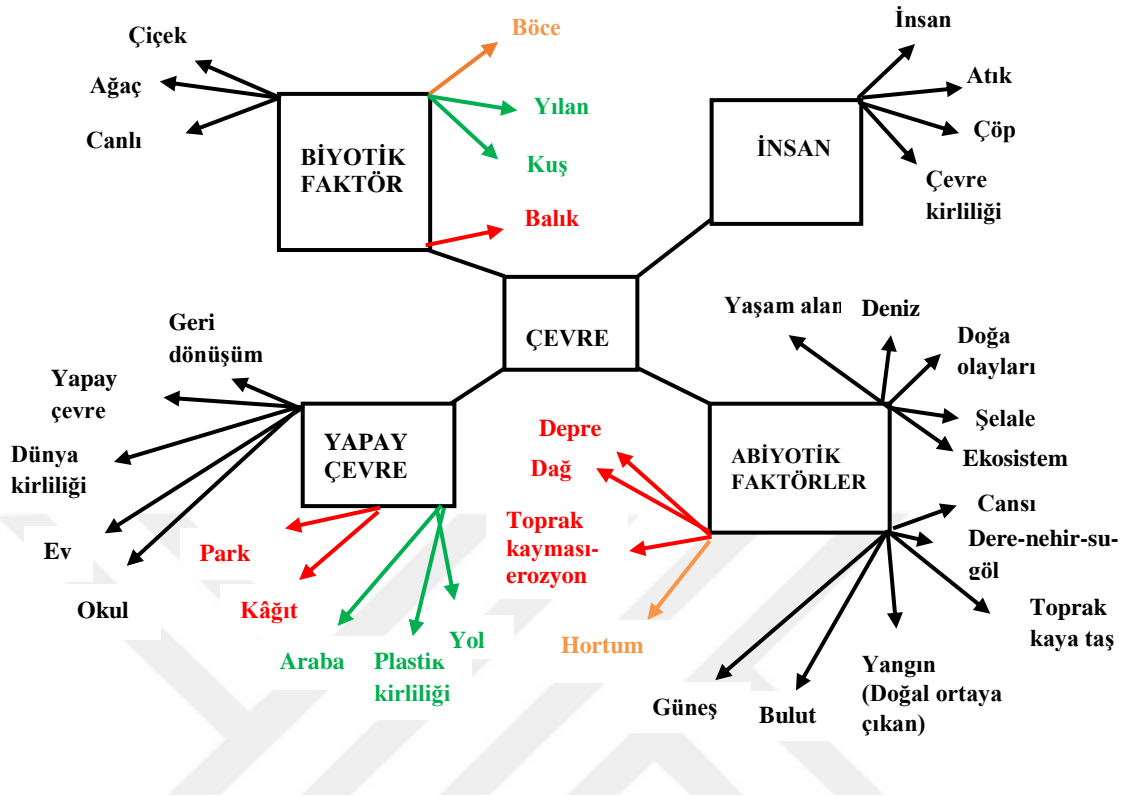 Çiçek
Ağaç
Canlı
BİYOTİK
FAKTÖR
Böce
Yılan
Kuş
Balık
İNSAN
İnsan
Atık
Çöp
Çevre
kirliliği
ÇEVRE
Geri
dönüşüm
Yapay
çevre
Dünya
kirliliği
Ev
Okul
YAPAY
ÇEVRE
Park
Kâğıt
Araba
Plastik
kirliliği
Yol
Yaşam alan
Deniz
Doğa
olayları
Şelale
Ekosistem
ABİYOTİK
FAKTÖRLER
Depre
Dağ
Toprak
kayması-
erozyon
Hortum
Cansı
Dere-nehir-su-
göl
Toprak
kaya taş
Yangın
(Doğal ortaya
çıkan)
Güneş
Bulut